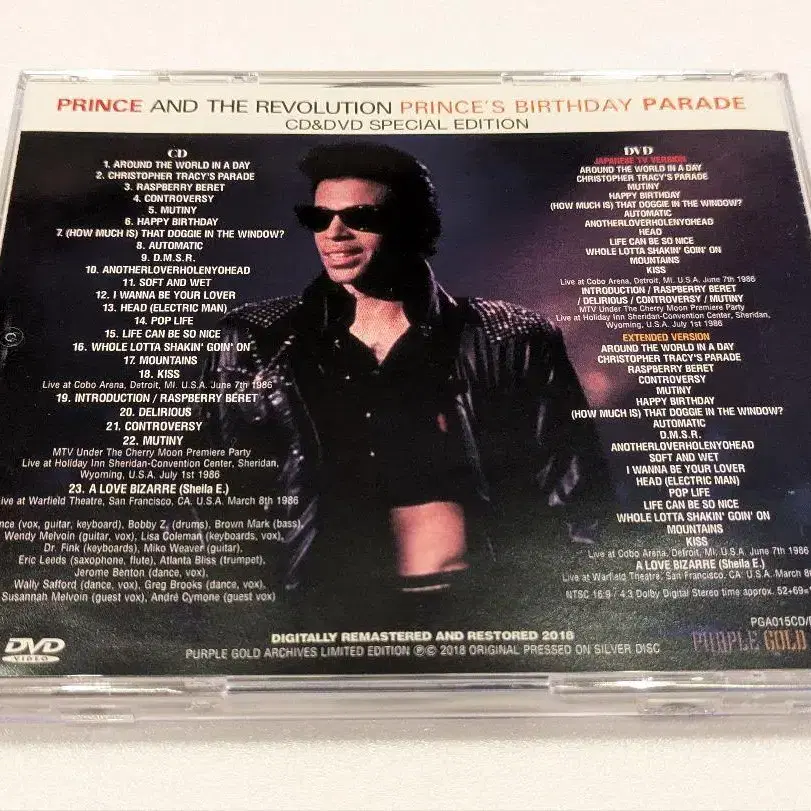 PRINCE AND THE REVOLUTION PRINCE'S BIRTHDAY PARADE
CD&DVD SPECIAL EDITION
CD
1. AROUND THE WORLD IN A DAY
2. CHRISTOPHER TRACY'S PARADE
3. RASPBERRY BERET
4. CONTROVERSY
5. MUTINY
6. HAPPY BIRTHDAY
7. (HOW MUCH IS) THAT DOGGIE IN THE WINDOW?
8. AUTOMATIC
9. D.M.S.R.
10. ANOTHERLOVERHOLENYOHEAD
11. SOFT AND WET
12. I WANNA BE YOUR LOVER
13. HEAD (ELECTRIC MAN)
14. POP LIFE
15. LIFE CAN BE SO NICE
16. WHOLE LOTTA SHAKIN' GOIN' ON
17. MOUNTAINS
18. KISS
Live at Cobo Arena, Detroit, MI. U.S.A. June 7th 1986
19. INTRODUCTION / RASPBERRY BERET
20. DELIRIOUS
21. CONTROVERSY
22. MUTINY
MTV Under The Cherry Moon Premiere Party
Live at Holiday Inn Sheridan-Convention Center, Sheridan,
Wyoming, U.S.A. July 1st 1986
23. A LOVE BIZARRE (Sheila E.)
Live at Warfield Theatre, San Francisco, CA. U.S.A. March 8th 1986
nce (vox, guitar, keyboard), Bobby Z. (drums), Brown Mark (bass)
Wendy Melvoin (guitar, vox), Lisa Coleman (keyboards, vox),
Dr. Fink (keyboards), Miko Weaver (guitar),
Eric Leeds (saxophone, flute), Atlanta Bliss (trumpet),
Jerome Benton (dance, vox),
Wally Safford (dance, vox), Greg Brooks (dance, vox),
Susannah Melvoin (guest vox), André Cymone (guest vox)
DVD
JAPANESE TV VERSION
AROUND THE WORLD IN A DAY
CHRISTOPHER TRACY'S PARADE
MUTINY
HAPPY BIRTHDAY
(HOW MUCH IS) THAT DOGGIE IN THE WINDOW?
AUTOMATIC
ANOTHERLOVERHOLENYOHEAD
HEAD
LIFE CAN BE SO NICE
WHOLE LOTTA SHAKIN' GOIN' ON
MOUNTAINS
KISS
Live at Cobo Arena, Detroit, MI. U.S.A. June 7th 1986
INTRODUCTION / RASPBERRY BERET
/ DELIRIOUS / CONTROVERSY / MUTINY
MTV Under The Cherry Moon Premiere Party
Live at Holiday Inn Sheridan-Convention Center, Sheridan,
Wyoming, U.S.A. July 1st 1986
EXTENDED VERSION
AROUND THE WORLD IN A DAY
CHRISTOPHER TRACY'S PARADE
RASPBERRY BERET
CONTROVERSY
MUTINY
HAPPY BIRTHDAY
(HOW MUCH IS) THAT DOGGIE IN THE WINDOW?
AUTOMATIC
D.M.S.R.
ANOTHERLOVERHOLENYOHEAD
SOFT AND WET
I WANNA BE YOUR LOVER
HEAD (ELECTRIC MAN)
POP LIFE
LIFE CAN BE SO NICE
WHOLE LOTTA SHAKIN' GOIN' ON
MOUNTAINS
KISS
Live at Cobo Arena, Detroit, MI. U.S.A. June 7th 1986
A LOVE BIZARRE (Sheila E.)
Live at Warfield Theatre, San Francisco, CA. U.S.A. March 8
NTSC 16:9 / 4:3 Dolby Digital Stereo time approx. 52+69=
PGA015CD/
DVD
VIDEO
DIGITALLY REMASTERED AND RESTORED 2018
PURPLE GOLD ARCHIVES LIMITED EDITION ℗© 2018 ORIGINAL PRESSED ON SILVER DISC
PURPLE GOLD